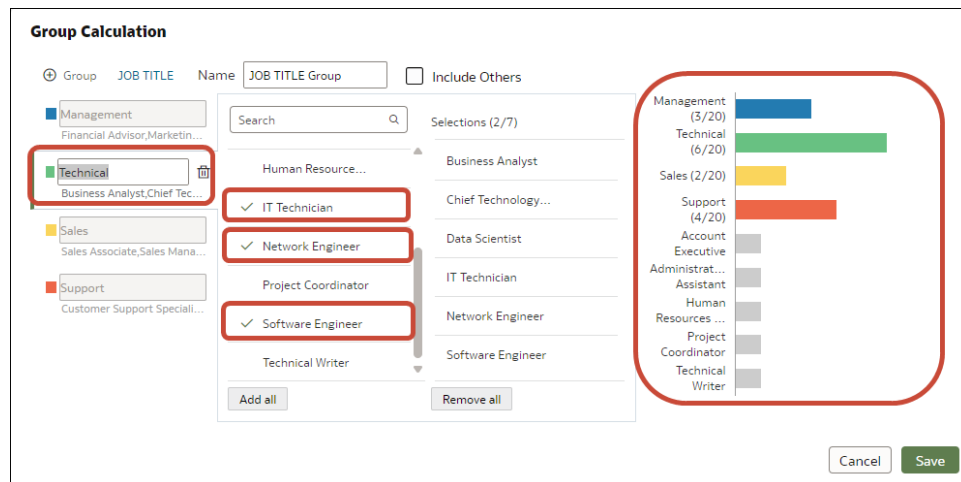 Group Calculation
Group JOB TITLE Name JOB TITLE Group Include Others
Management
Financial Advisor,Marketin...
Technical
Business Analyst,Chief Tec...
Sales
Sales Associate,Sales Mana...
Support
Customer Support Speciali...
Search
Human Resource...
IT Technician
Network Engineer
Project Coordinator
Software Engineer
Technical Writer
Add all
Selections (2/7)
Business Analyst
Chief Technology...
Data Scientist
IT Technician
Network Engineer
Software Engineer
Remove all
Management
(3/20)
Technical
(6/20)
Sales (2/20)
Support
(4/20)
Account
Executive
Administrat...
Assistant
Human
Resources ...
Project
Coordinator
Technical
Writer
Cancel Save